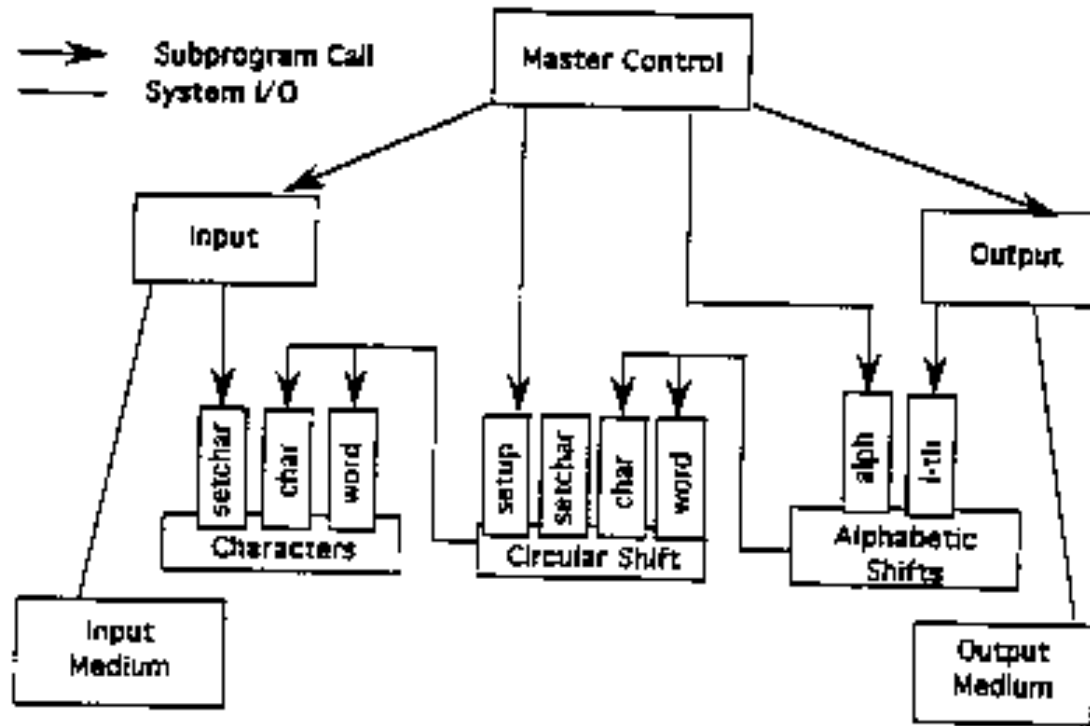 Subprogram Call
System I/O
Master Control
Input
Output
setchar
char
word
Characters
setup
setchar
char
word
Circular Shift
alph
i-th
Alphabetic
Shifts
Input
Medium
Output
Medium